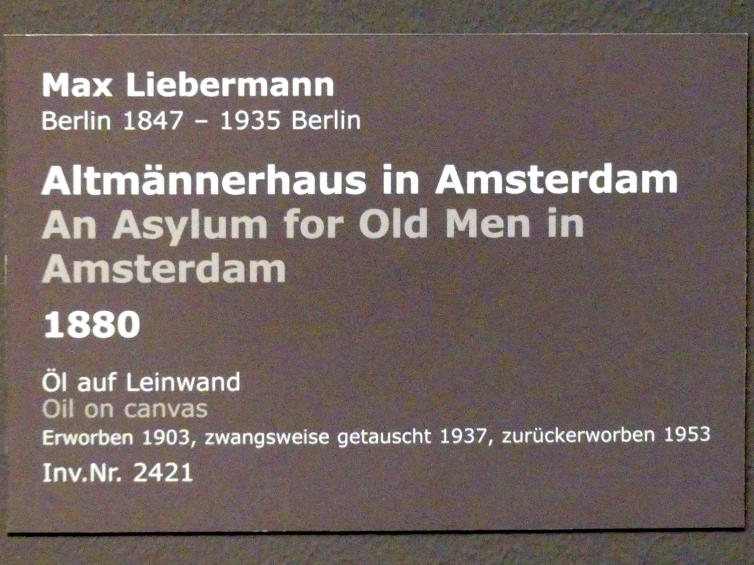 Max Liebermann
Berlin 1847 – 1935 Berlin
Altmännerhaus in Amsterdam
An Asylum for Old Men in
Amsterdam
1880
Öl auf Leinwand
Oil on canvas
Erworben 1903, zwangsweise getauscht 1937, zurückerworben 1953
Inv.Nr. 2421